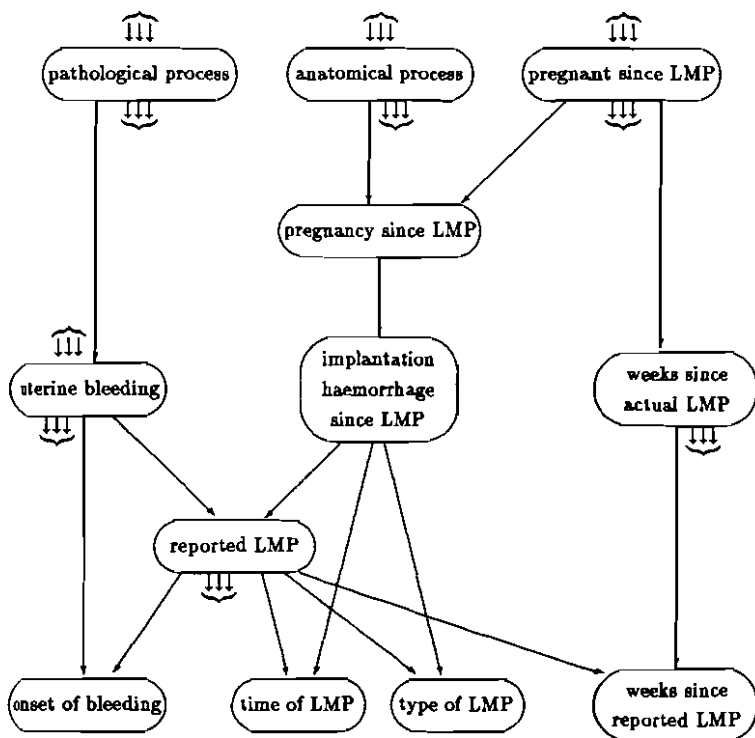 pathological process
anatomical process
pregnant since LMP
pregnancy since LMP
uterine bleeding
implantation
haemorrhage
since LMP
weeks since
actual LMP
reported LMP
onset of bleeding
time of LMP
type of LMP
weeks since
reported LMP